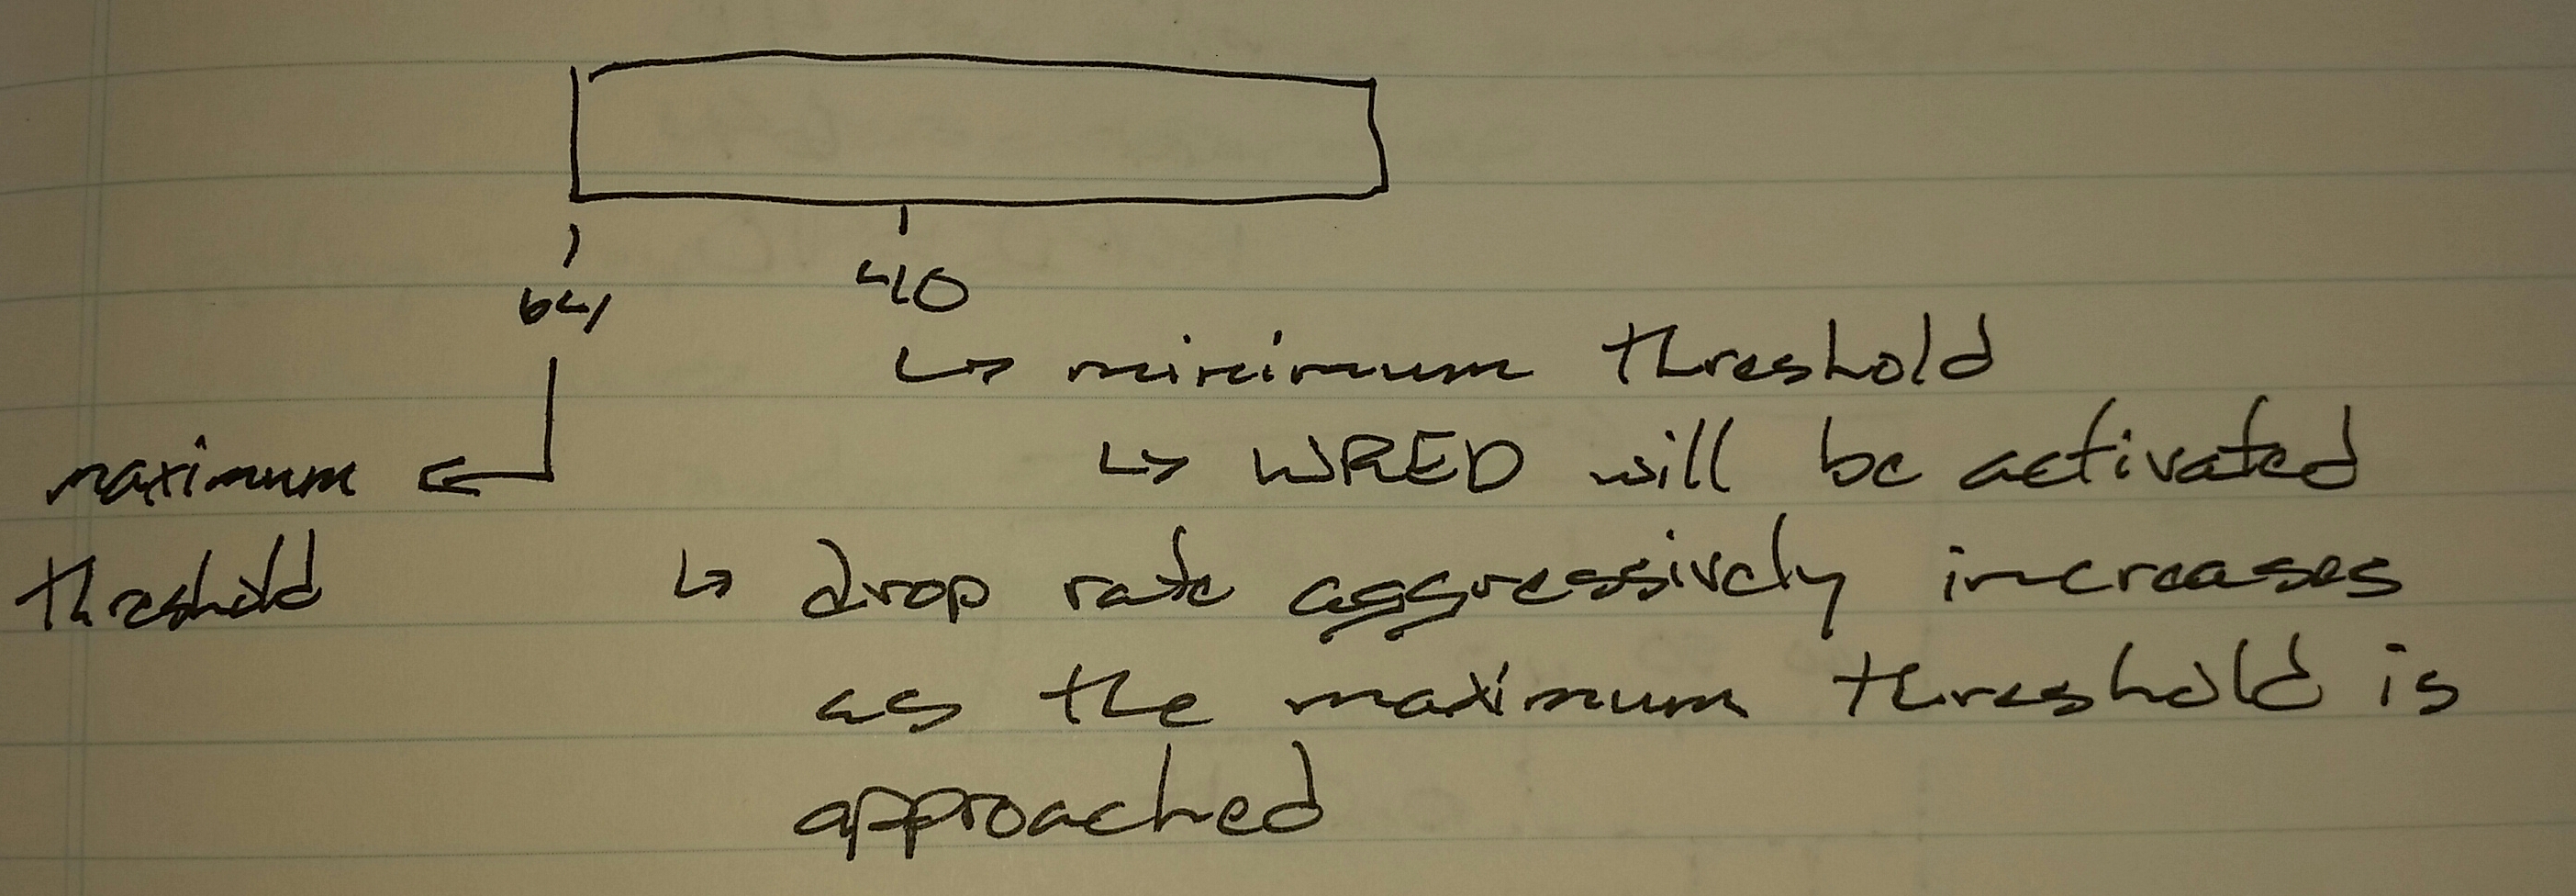 64 40
↳ minimum threshold
↳ WRED will be activated
maximum
threshold
↳ drop rate aggressively increases
as the maximum threshold is
approached